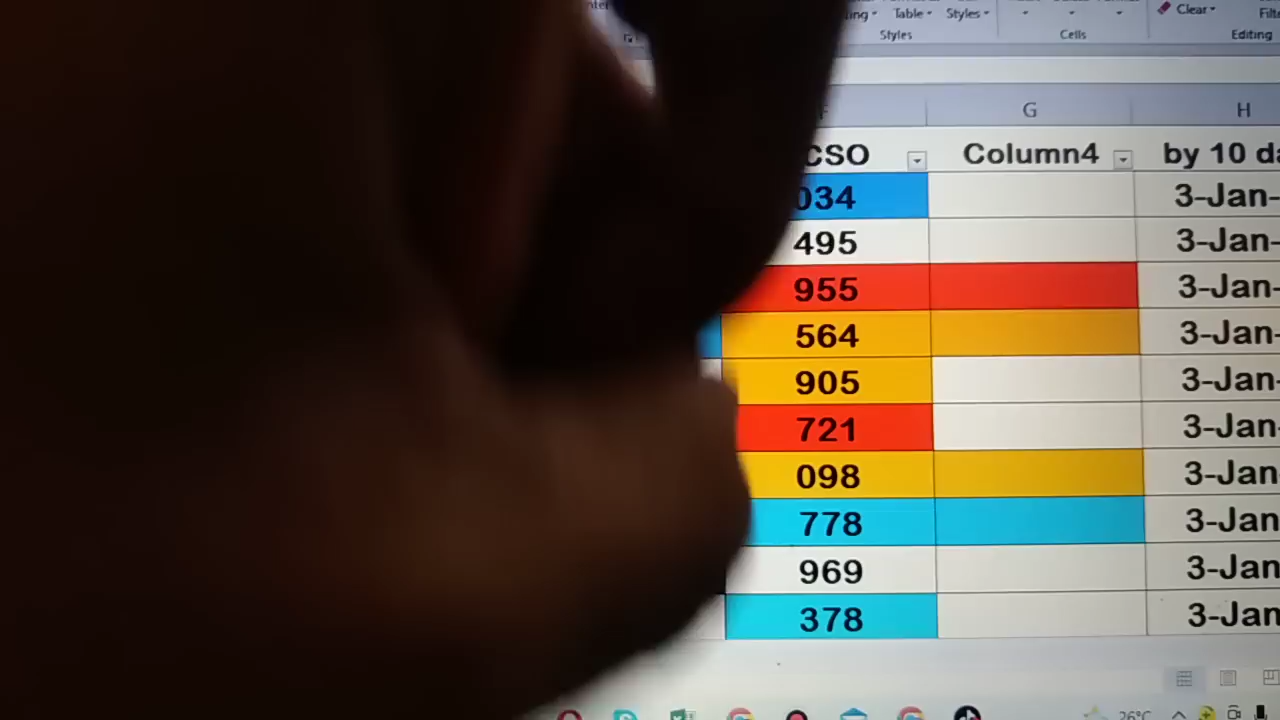 Table
Styles
Clear
Styles
Cells
Editing
G
H
CSO
Column4
by 10
034
3-Jan-
495
3-Jan-
955
3-Jan-
564
3-Jan-
905
3-Jan-
721
3-Jan-
098
3-Jan
778
3-Jan
969
3-Jan
378
3-Jan
26°C